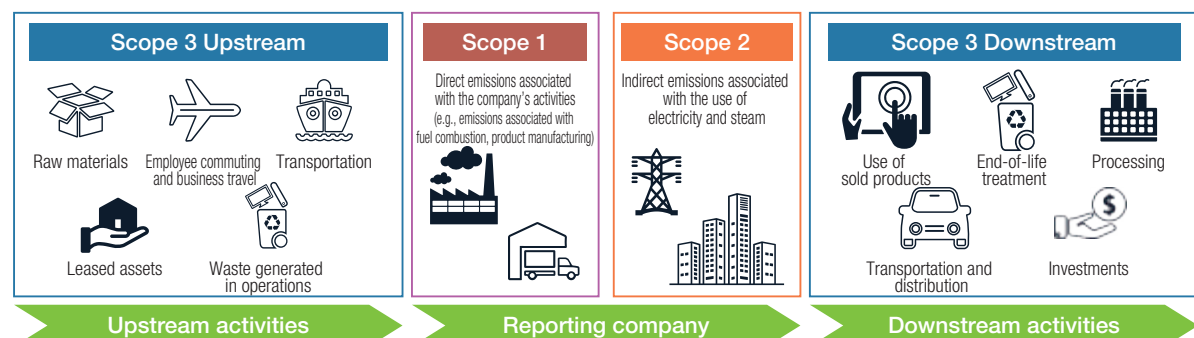 Scope 3 Upstream
Raw materials
Employee commuting
and business travel
Transportation
Leased assets
Waste generated
in operations
Scope 1
Direct emissions associated
with the company's activities
(e.g., emissions associated with
fuel combustion, product manufacturing)
Scope 2
Indirect emissions associated
with the use of
electricity and steam
Scope 3 Downstream
Use of
sold products
End-of-life
treatment
Processing
Transportation and
distribution
$
Investments
Upstream activities
Reporting company
Downstream activities